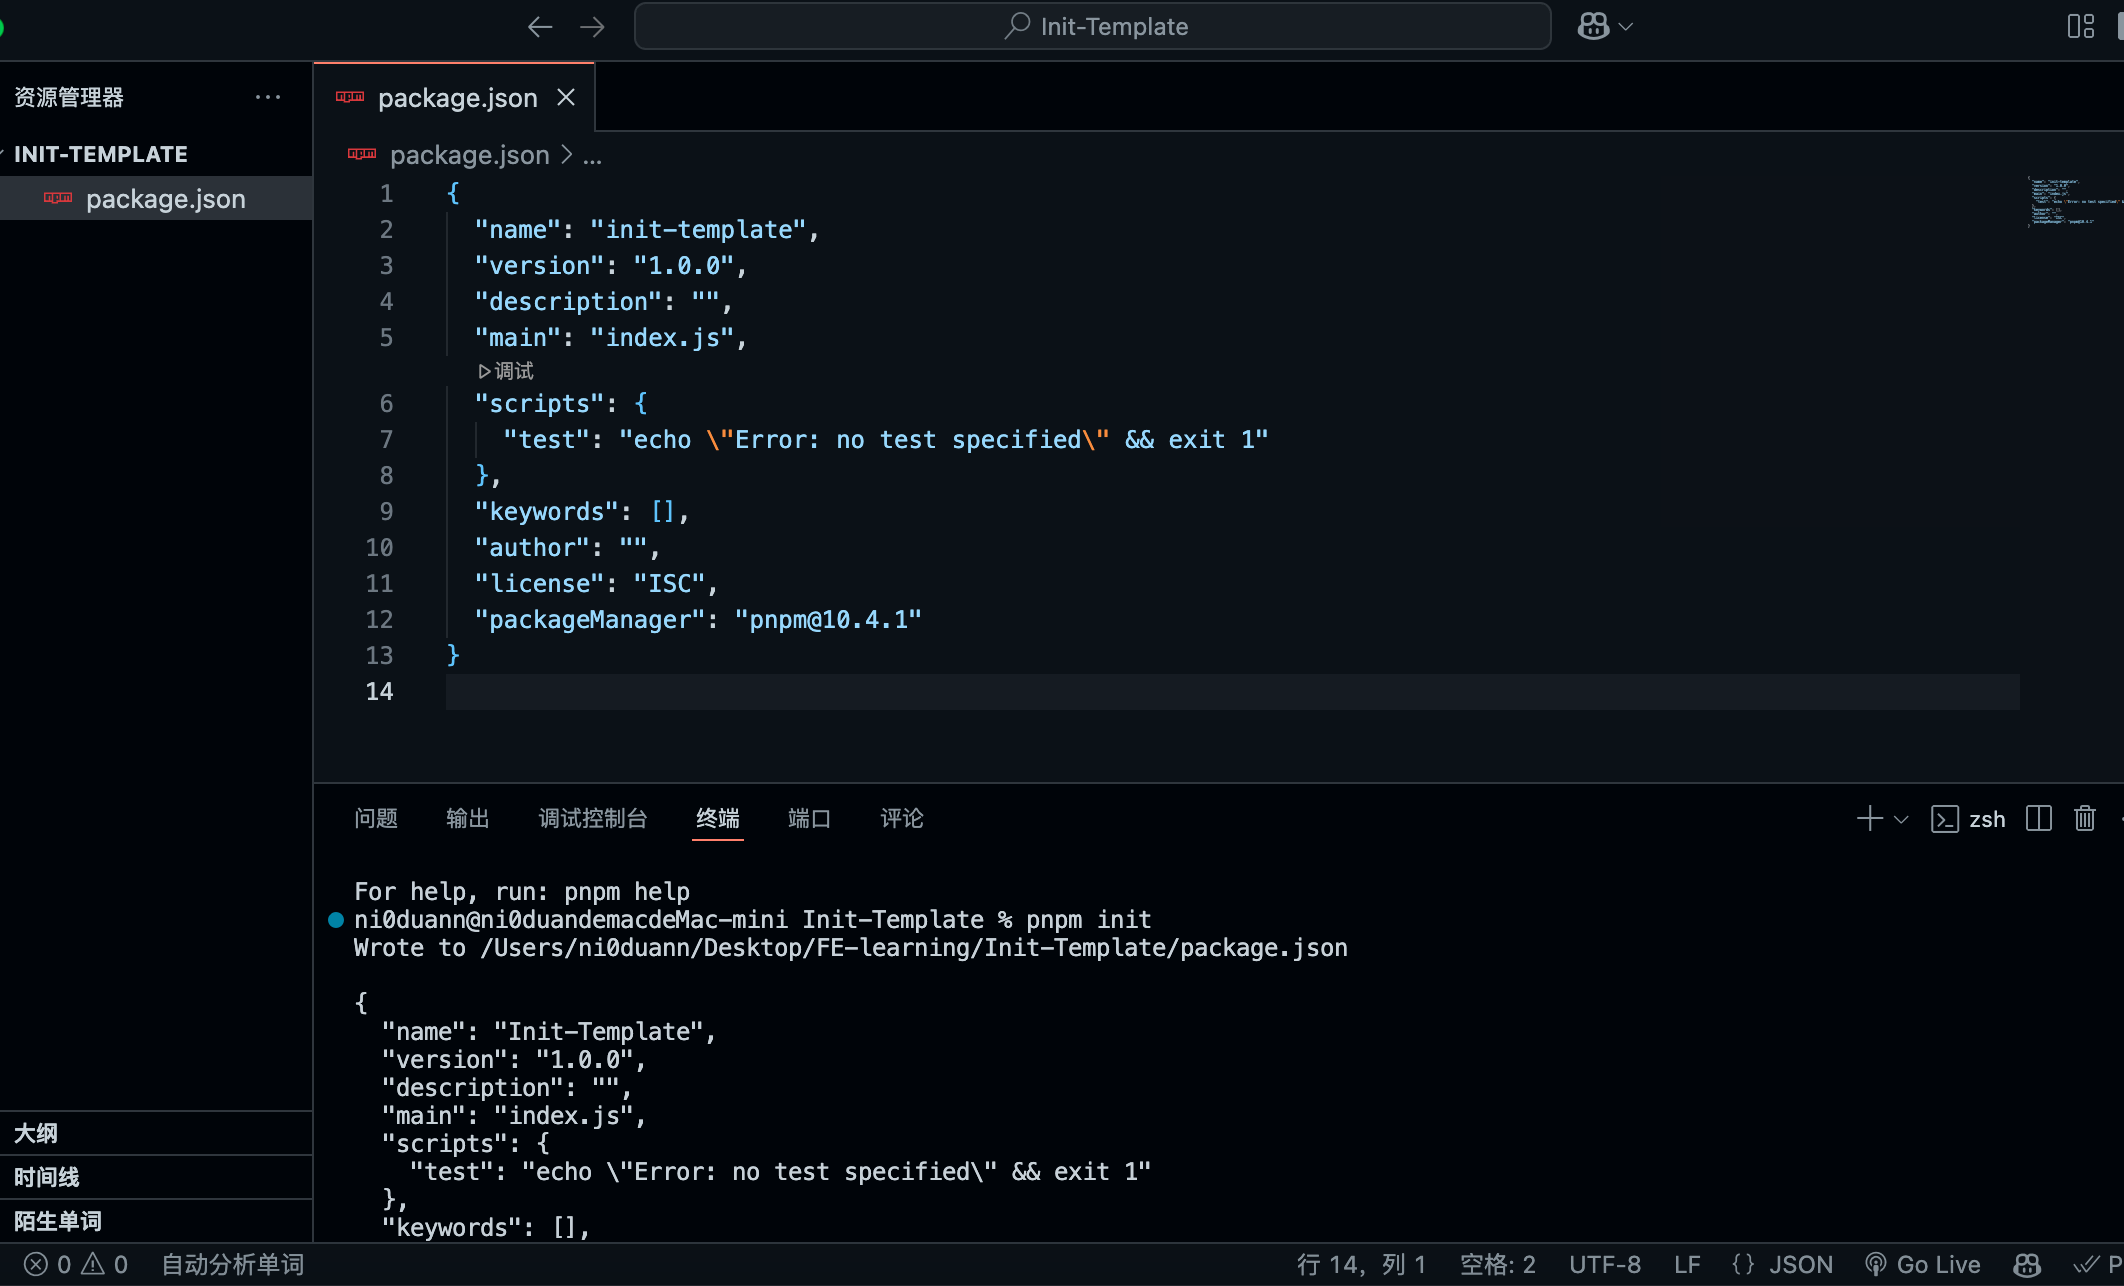 Init-Template
资源管理器
package.json
INIT-TEMPLATE
package.json
package.json > ...
1 {
2 "name": "init-template",
3 "version": "1.0.0",
4 "description": "",
5 "main": "index.js",
调试
6 "scripts": {
7 "test": "echo \"Error: no test specified\" && exit 1"
8 },
9 "keywords": [],
10 "author": "",
11 "license": "ISC",
12 "packageManager": "pnpm@10.4.1"
13 }
14
问题 输出 调试控制台 终端 端口 评论
zsh
For help, run: pnpm help
ni0duann@ni0duandemacdeMac-mini Init-Template % pnpm init
Wrote to /Users/ni0duann/Desktop/FE-learning/Init-Template/package.json
{
"name": "Init-Template",
"version": "1.0.0",
"description": "",
"main": "index.js",
"scripts": {
"test": "echo \"Error: no test specified\" && exit 1"
},
"keywords": [],
大纲
时间线
陌生单词
0 0 自动分析单词 行 14，列 1 空格: 2 UTF-8 LF {} JSON Go Live